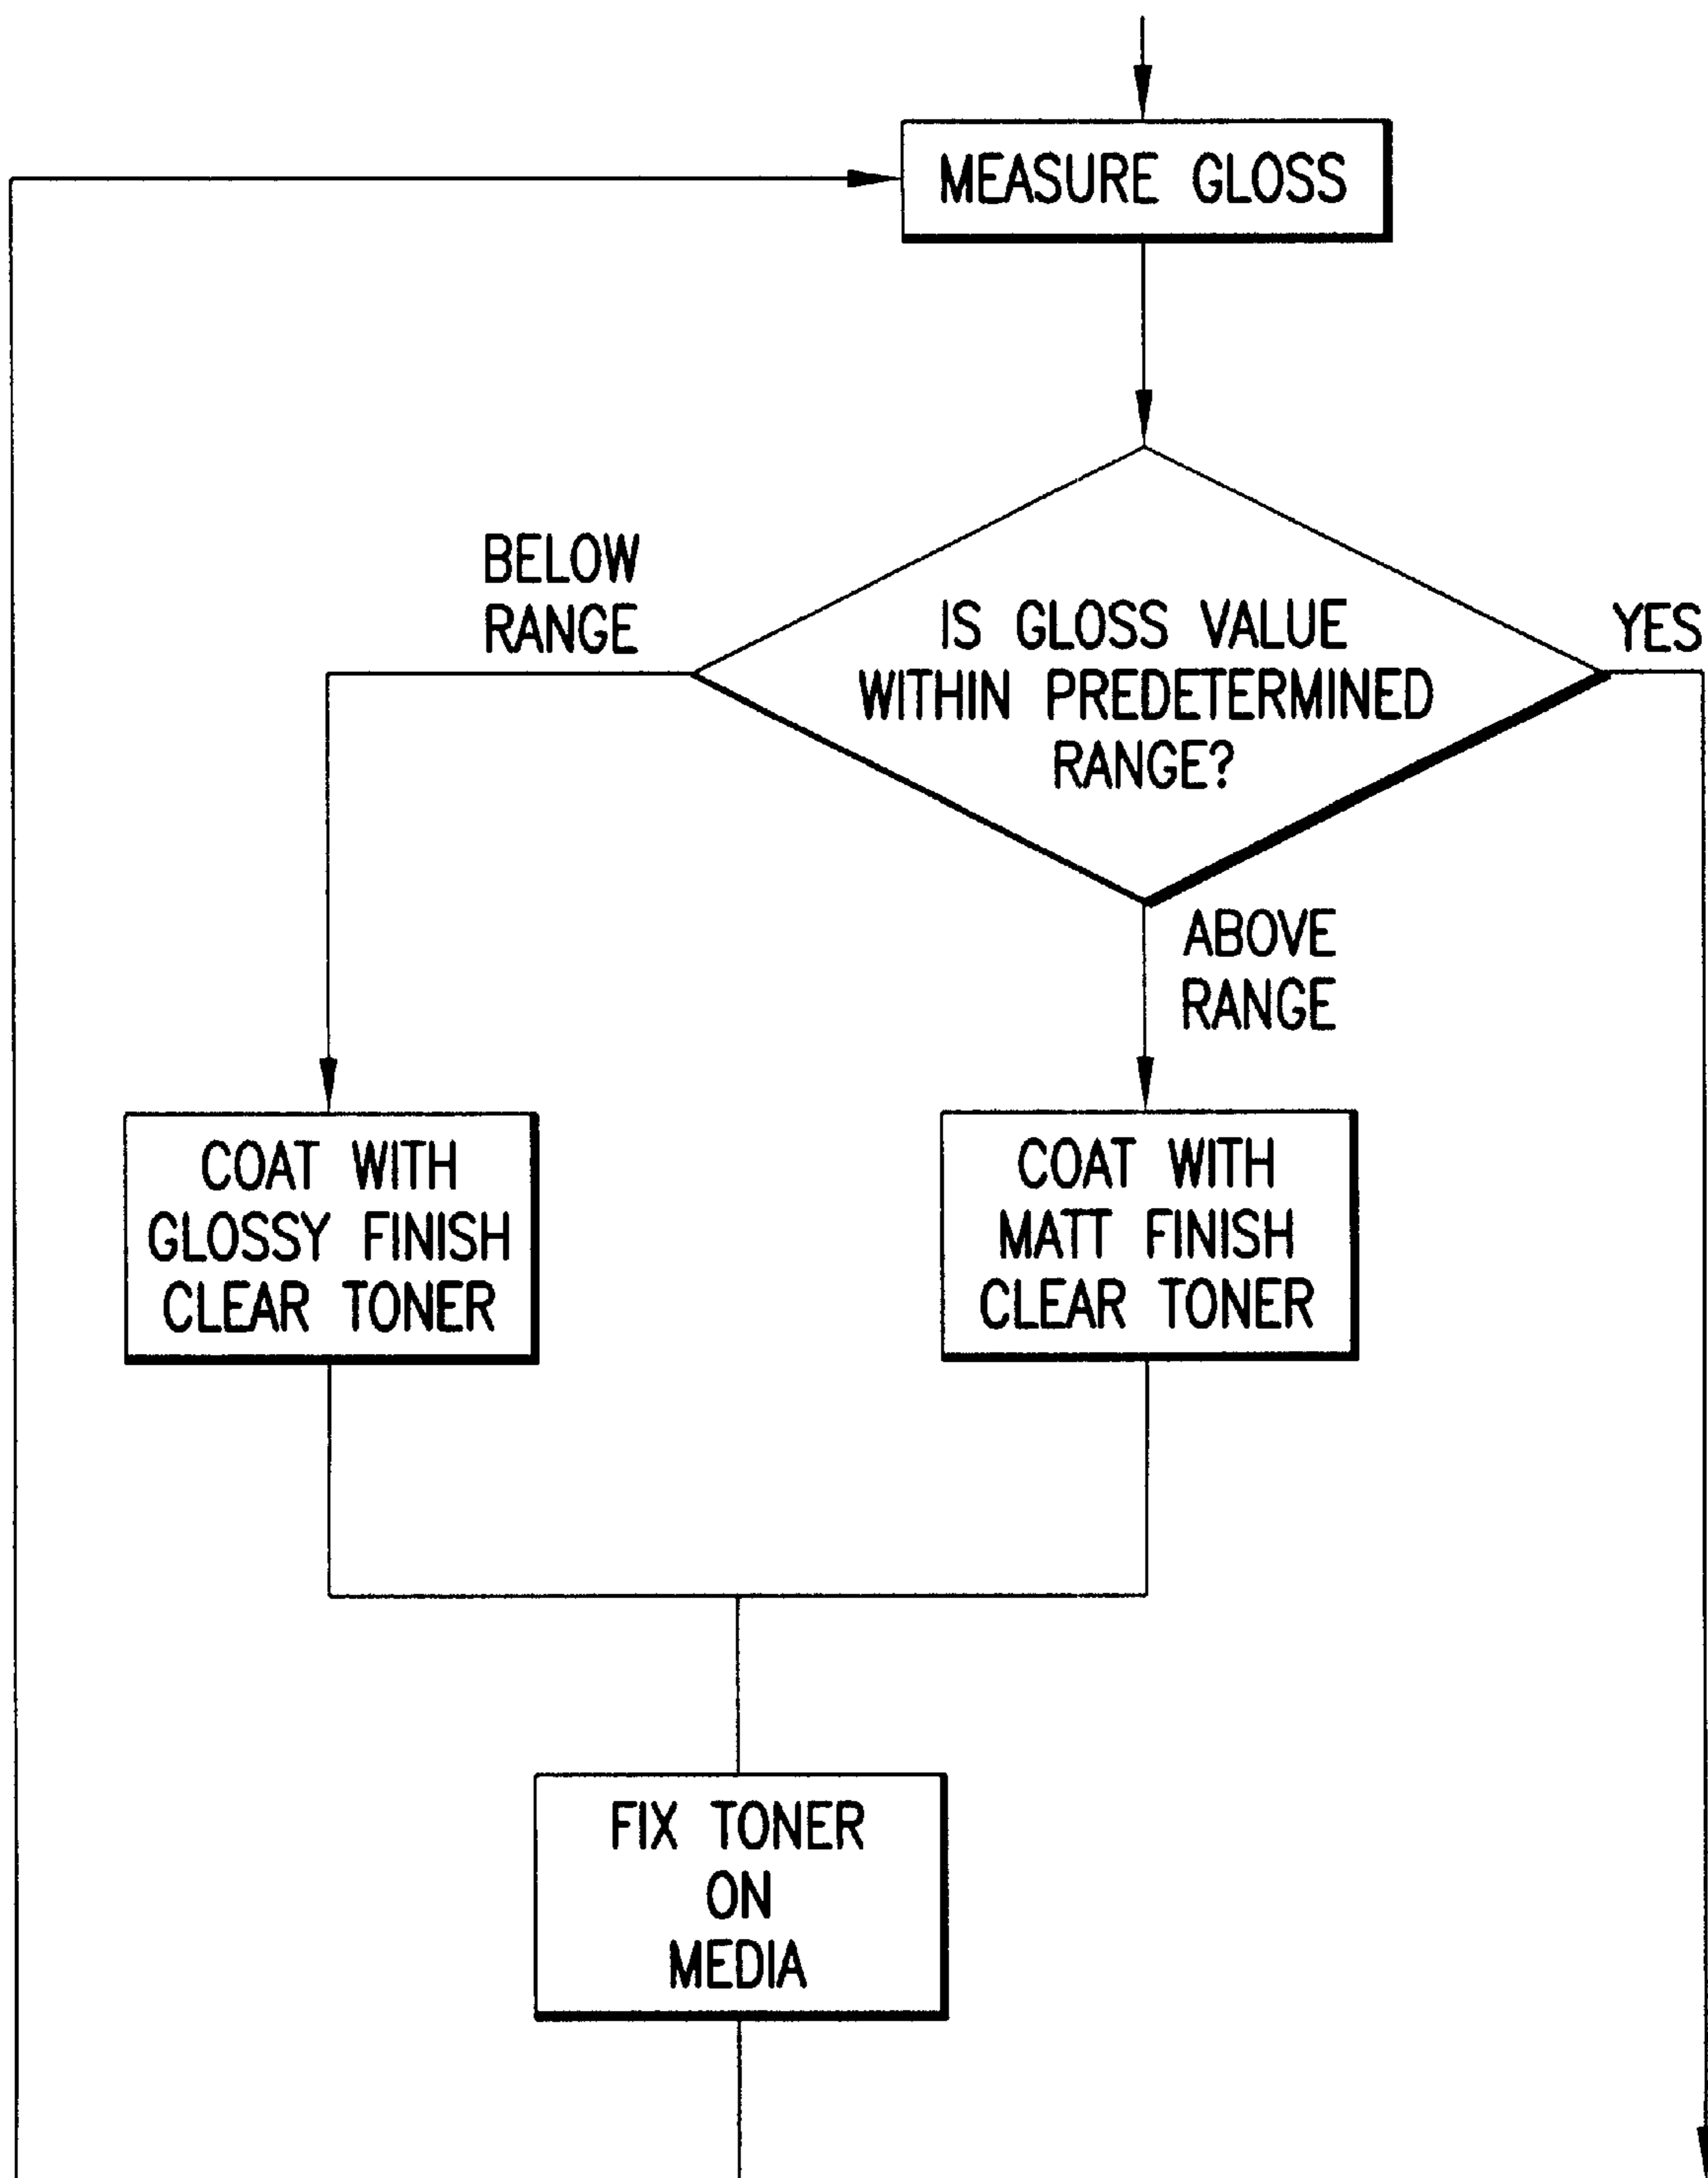 MEASURE GLOSS
BELOW
RANGE
IS GLOSS VALUE
WITHIN PREDETERMINED
RANGE?
YES
ABOVE
RANGE
COAT WITH
GLOSSY FINISH
CLEAR TONER
COAT WITH
MATT FINISH
CLEAR TONER
FIX TONER
ON
MEDIA